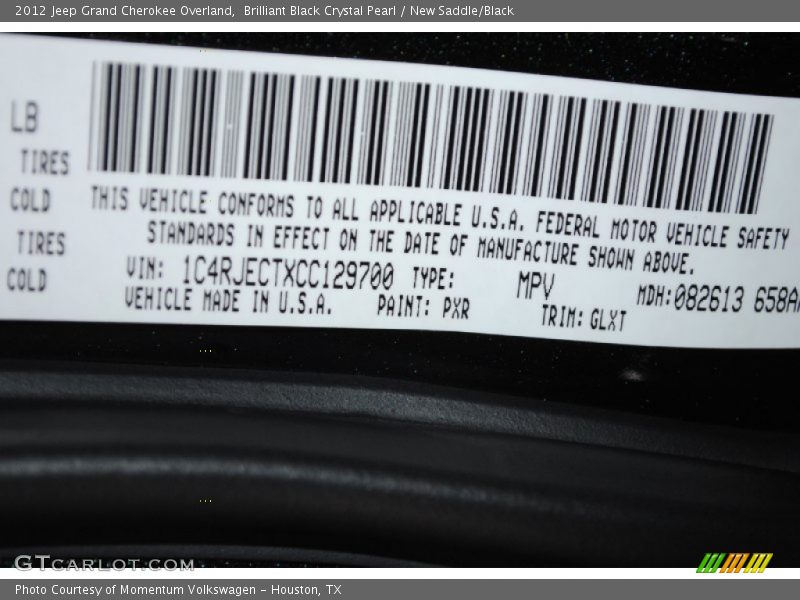 2012 Jeep Grand Cherokee Overland,  Brilliant Black Crystal Pearl / New Saddle/Black
LB
TIRES
COLD
TIRES
COLD
THIS VEHICLE CONFORMS TO ALL APPLICABLE U.S.A. FEDERAL MOTOR VEHICLE SAFETY
STANDARDS IN EFFECT ON THE DATE OF MANUFACTURE SHOWN ABOVE.
VIN: 1C4RJECTXCC129700 TYPE: MPV MDH:082613 658A
VEHICLE MADE IN U.S.A. PAINT: PXR TRIM: GLXT
GTCARLOT.COM
Photo Courtesy of Momentum Volkswagen - Houston, TX